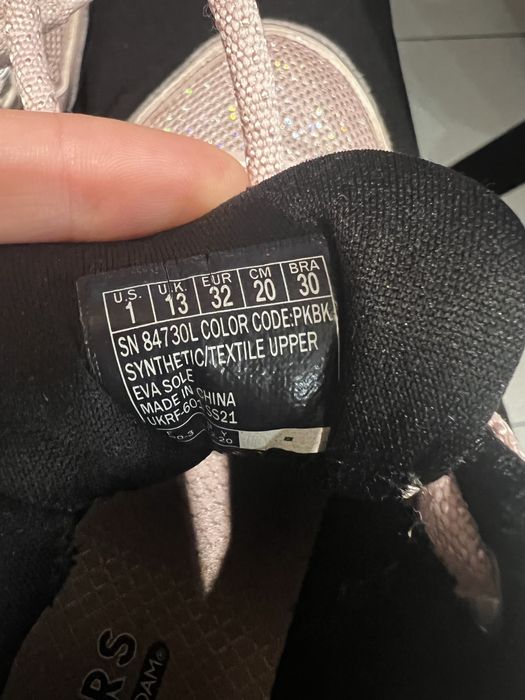 U.S. U.K. EUR CM BRA
1 13 32 20 30
SN 84730L COLOR CODE:PKBK
SYNTHETIC/TEXTILE UPPER
EVA SOLE
MADE IN CHINA
SS21